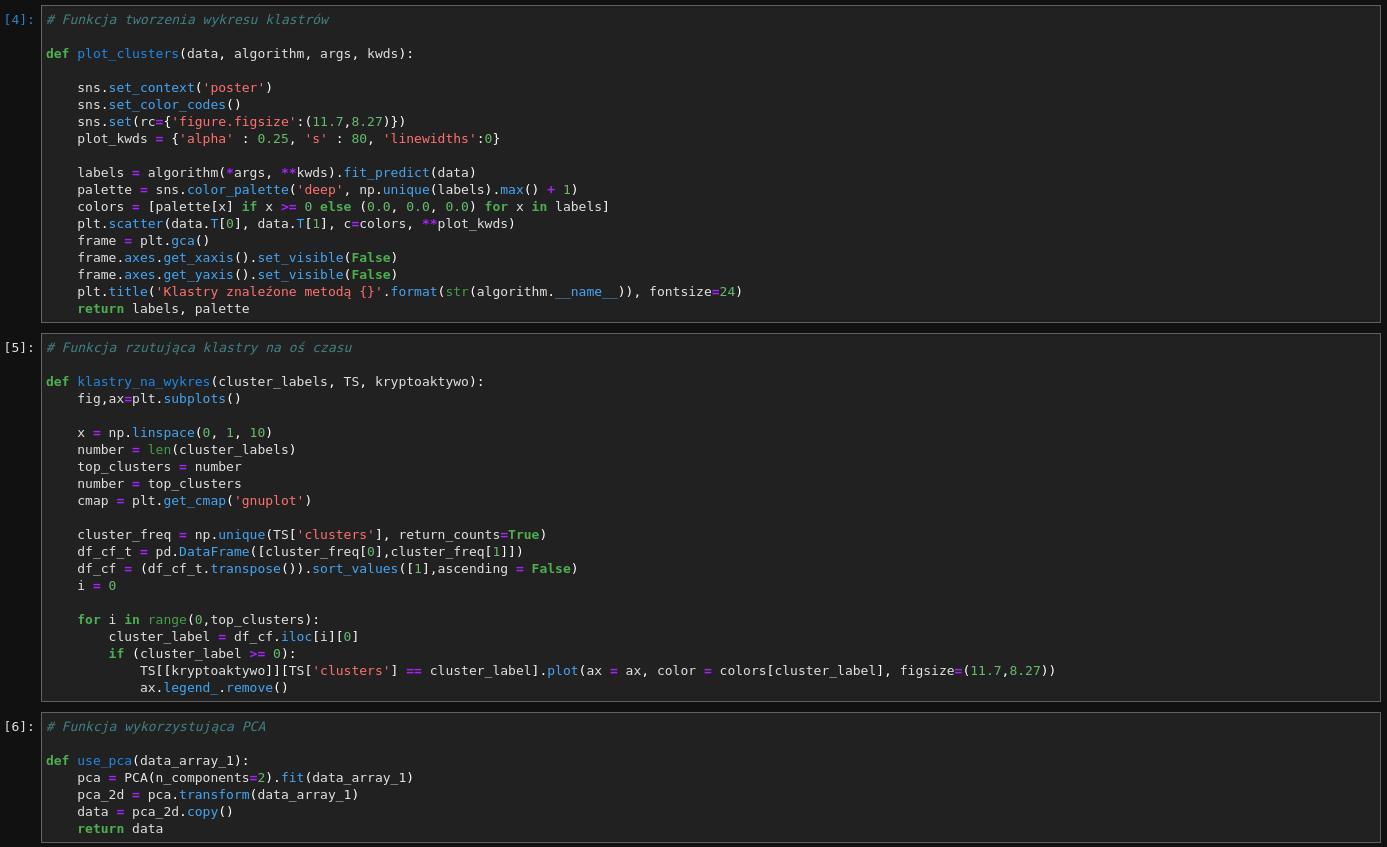 [4]:
# Funkcja tworzenia wykresu klastrów
def plot_clusters(data, algorithm, args, kwds):
    sns.set_context('poster')
    sns.set_color_codes()
    sns.set(rc={'figure.figsize':(11.7,8.27)})
    plot_kwds = {'alpha' : 0.25, 's' : 80, 'linewidths':0}
    labels = algorithm(*args, **kwds).fit_predict(data)
    palette = sns.color_palette('deep', np.unique(labels).max() + 1)
    colors = [palette[x] if x >= 0 else (0.0, 0.0, 0.0) for x in labels]
    plt.scatter(data.T[0], data.T[1], c=colors, **plot_kwds)
    frame = plt.gca()
    frame.axes.get_xaxis().set_visible(False)
    frame.axes.get_yaxis().set_visible(False)
    plt.title('Klastry znaleźone metodą {}'.format(str(algorithm.__name__)), fontsize=24)
    return labels, palette
[5]:
# Funkcja rzutująca klastry na oś czasu
def klastry_na_wykres(cluster_labels, TS, kryptoaktywo):
    fig,ax=plt.subplots()
    x = np.linspace(0, 1, 10)
    number = len(cluster_labels)
    top_clusters = number
    number = top_clusters
    cmap = plt.get_cmap('gnuplot')
    cluster_freq = np.unique(TS['clusters'], return_counts=True)
    df_cf_t = pd.DataFrame([cluster_freq[0],cluster_freq[1]])
    df_cf = (df_cf_t.transpose()).sort_values([1],ascending = False)
    i = 0
    for i in range(0,top_clusters):
        cluster_label = df_cf.iloc[i][0]
        if (cluster_label >= 0):
            TS[[kryptoaktywo]][TS['clusters'] == cluster_label].plot(ax = ax, color = colors[cluster_label], figsize=(11.7,8.27))
            ax.legend_.remove()
[6]:
# Funkcja wykorzystująca PCA
def use_pca(data_array_1):
    pca = PCA(n_components=2).fit(data_array_1)
    pca_2d = pca.transform(data_array_1)
    data = pca_2d.copy()
    return data